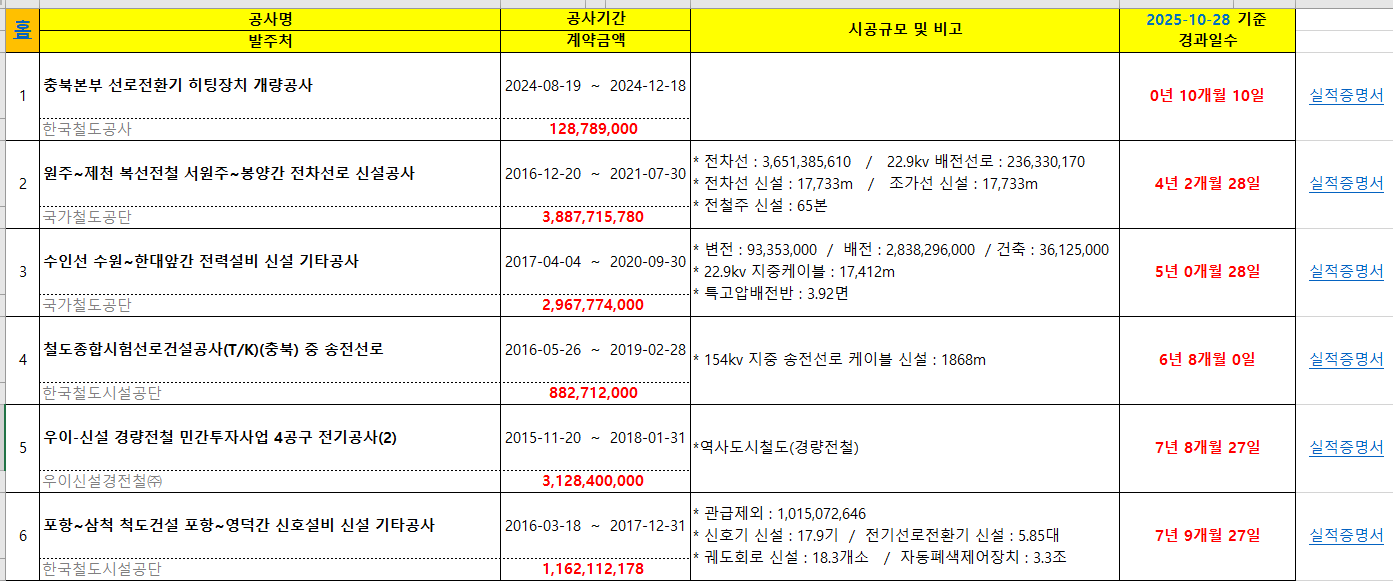 홈
공사명
발주처
공사기간
계약금액
시공규모 및 비고
2025-10-28 기준
경과일수
1
충북본부 선로전환기 히팅장치 개량공사
한국철도공사
2024-08-19 ~ 2024-12-18
128,789,000
0년 10개월 10일
실적증명서
2
원주~제천 복선전철 서원주~봉양간 전차선로 신설공사
국가철도공단
2016-12-20 ~ 2021-07-30
3,887,715,780
* 전차선 : 3,651,385,610 / 22.9kv 배전선로 : 236,330,170
* 전차선 신설 : 17,733m / 조가선 신설 : 17,733m
* 전철주 신설 : 65본
4년 2개월 28일
실적증명서
3
수인선 수원~한대앞간 전력설비 신설 기타공사
국가철도공단
2017-04-04 ~ 2020-09-30
2,967,774,000
* 변전 : 93,353,000 / 배전 : 2,838,296,000 / 건축 : 36,125,000
* 22.9kv 지중케이블 : 17,412m
* 특고압배전반 : 3.92면
5년 0개월 28일
실적증명서
4
철도종합시험선로건설공사(T/K)(충북) 중 송전선로
한국철도시설공단
2016-05-26 ~ 2019-02-28
882,712,000
* 154kv 지중 송전선로 케이블 신설 : 1868m
6년 8개월 0일
실적증명서
5
우이-신설 경량전철 민간투자사업 4공구 전기공사(2)
우이신설경전철㈜
2015-11-20 ~ 2018-01-31
3,128,400,000
*역사도시철도(경량전철)
7년 8개월 27일
실적증명서
6
포항~삼척 척도건설 포항~영덕간 신호설비 신설 기타공사
한국철도시설공단
2016-03-18 ~ 2017-12-31
1,162,112,178
* 관급제외 : 1,015,072,646
* 신호기 신설 : 17.9기 / 전기선로전환기 신설 : 5.85대
* 궤도회로 신설 : 18.3개소 / 자동폐색제어장치 : 3.3조
7년 9개월 27일
실적증명서